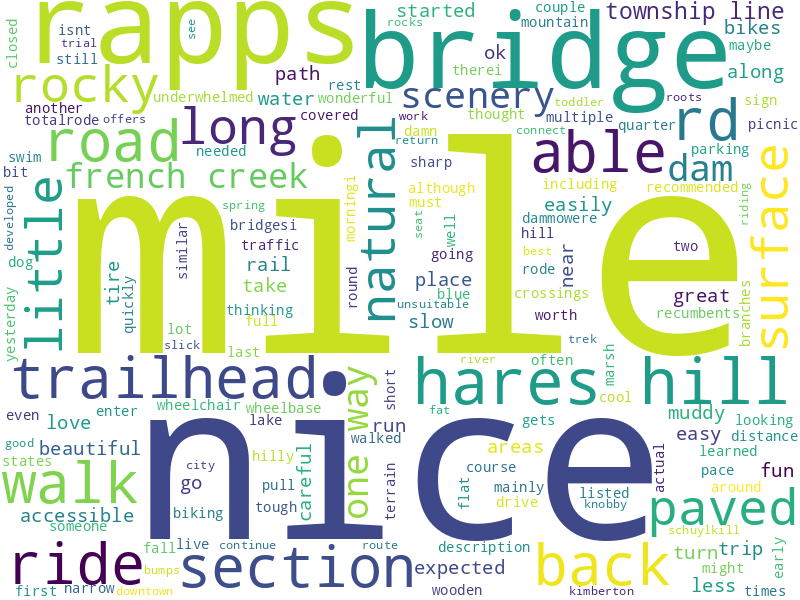 rapps
bridge
township line
started
couple
mountain
bikes
closed
isnt
trial
still
see
rocks
ok
therei
maybe
along
path
rest
rocky
underwhelmed
water
wonderful
scenery
toddler
roots
sign
another
totalrode
offers
covered
work
thought
multiple
quarter
rd
picnic
road
long
damn
return
connect
parking
able
needed
natural
sharp
dam
swim
bit
french creek
although
must
including
recommended
surface
easily
little
mile
developed
spring
morningi
seat
well
dammowere
riding
bridgesi
hill
similar
traffic
going
best
two
dog
tire
rail
round
place
rode
near
quickly
take
blue
crossings
great
yesterday
thinking
unsuitable
worth
recumbents
branches
lot
full
slow
slick
last
trek
river
often
marsh
trailhead
hares hill
one way
short
wheelchair
wheelbase
fat
cool
even
enter
lake
run
gets
muddy
looking
love
walked
easy
distance
good
beautiful
hilly
areas
learned
states
city
careful
nice
actual
walk
go
pull
terrain
course
pace
fun
flat
mainly
listed
around
biking
tough
drive
knobby
paved
accessible
someone
schuylkill
fall
live
continue
route
description
turn
trip
early
ride
section
expected
back
might
bumps
first
narrow
downtown
wooden
kimberton
less
times